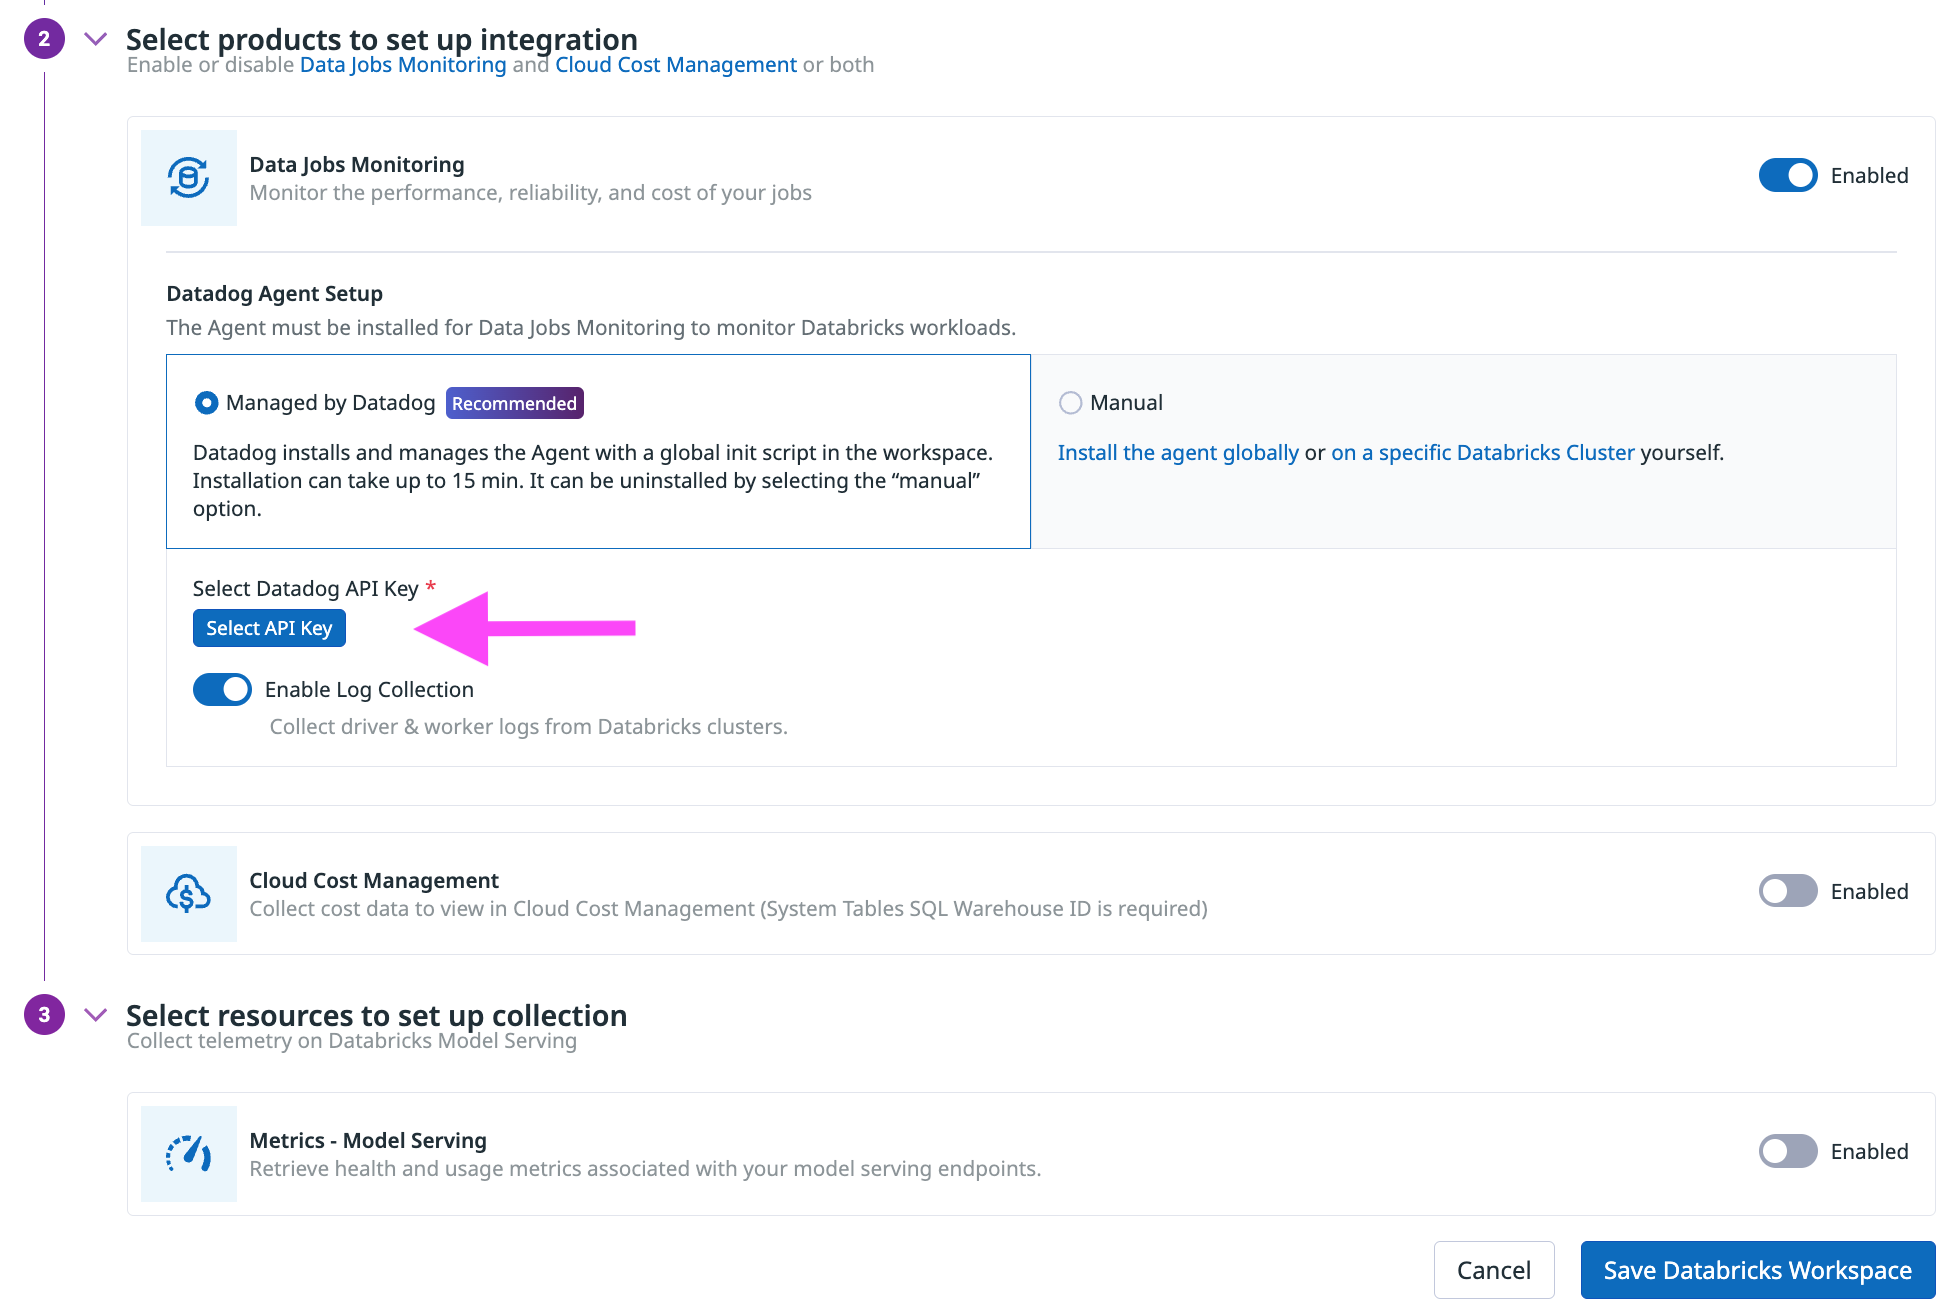 2
Select products to set up integration
Enable or disable Data Jobs Monitoring and Cloud Cost Management or both
Data Jobs Monitoring
Monitor the performance, reliability, and cost of your jobs
Enabled
Datadog Agent Setup
The Agent must be installed for Data Jobs Monitoring to monitor Databricks workloads.
Managed by Datadog Recommended
Datadog installs and manages the Agent with a global init script in the workspace.
Installation can take up to 15 min. It can be uninstalled by selecting the “manual”
option.
Manual
Install the agent globally or on a specific Databricks Cluster yourself.
Select Datadog API Key *
Select API Key
Enable Log Collection
Collect driver & worker logs from Databricks clusters.
Cloud Cost Management
Collect cost data to view in Cloud Cost Management (System Tables SQL Warehouse ID is required)
Enabled
3
Select resources to set up collection
Collect telemetry on Databricks Model Serving
Metrics - Model Serving
Retrieve health and usage metrics associated with your model serving endpoints.
Enabled
Cancel
Save Databricks Workspace